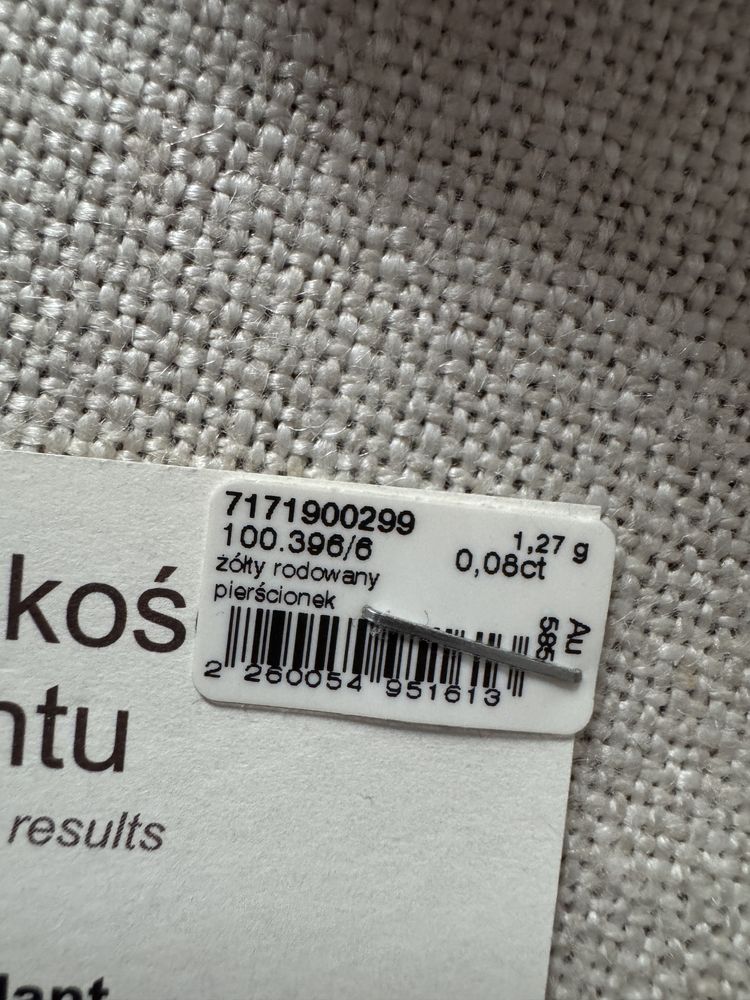 7171900299
100.396/6
1,27 g
0,08ct
żółty rodowany
pierścionek
Au
585
2 260054 951613
koś
ntu
results
lant